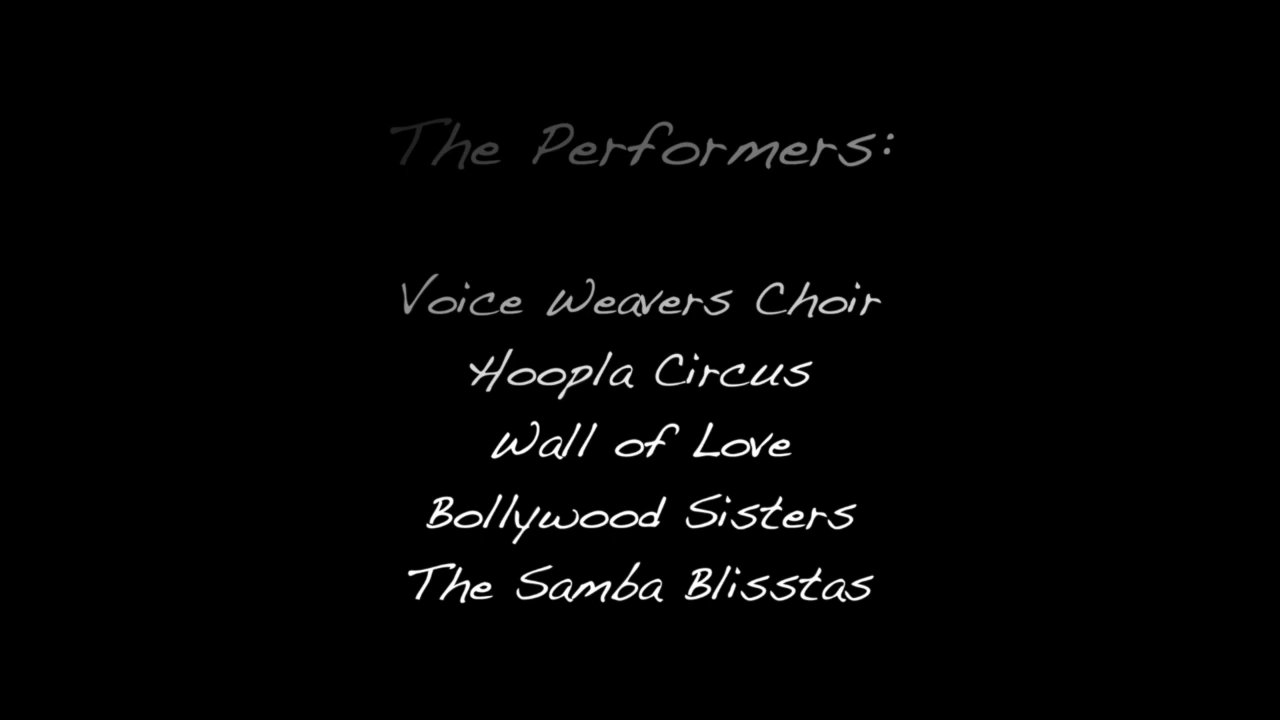 The Performers:
Voice Weavers Choir
Hoopla Circus
Wall of Love
Bollywood Sisters
The Samba Blisstas